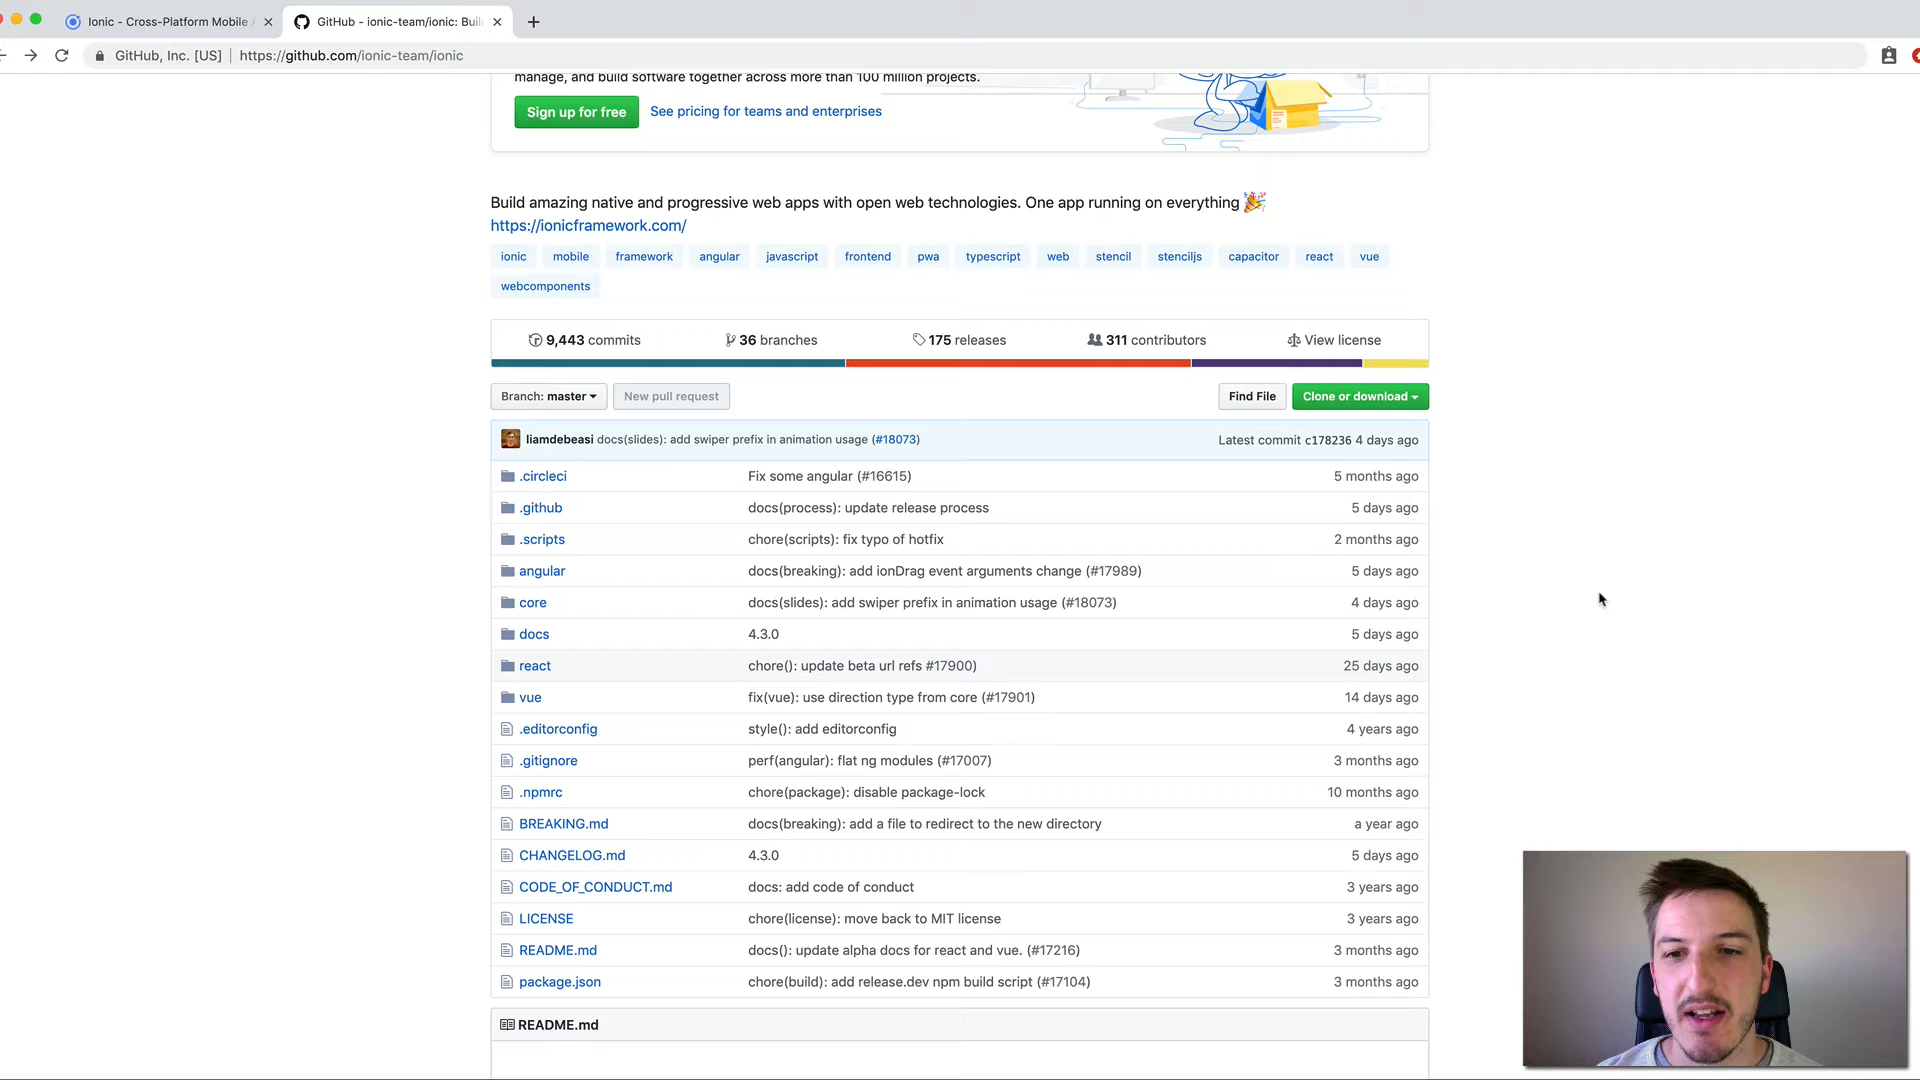 Ionic - Cross-Platform Mobile A
GitHub - ionic-team/ionic: Buil
GitHub, Inc. [US] | https://github.com/ionic-team/ionic
manage, and build software together across more than 100 million projects.
Sign up for free See pricing for teams and enterprises
Build amazing native and progressive web apps with open web technologies. One app running on everything 🎉
https://ionicframework.com/
ionic mobile framework angular javascript frontend pwa typescript web stencil stenciljs capacitor react vue
webcomponents
9,443 commits 36 branches 175 releases 311 contributors View license
Branch: master New pull request Find File Clone or download
liamdebeasi docs(slides): add swiper prefix in animation usage (#18073) Latest commit c178236 4 days ago
.circleci Fix some angular (#16615) 5 months ago
.github docs(process): update release process 5 days ago
.scripts chore(scripts): fix typo of hotfix 2 months ago
angular docs(breaking): add ionDrag event arguments change (#17989) 5 days ago
core docs(slides): add swiper prefix in animation usage (#18073) 4 days ago
docs 4.3.0 5 days ago
react chore(): update beta url refs #17900) 25 days ago
vue fix(vue): use direction type from core (#17901) 14 days ago
.editorconfig style(): add editorconfig 4 years ago
.gitignore perf(angular): flat ng modules (#17007) 3 months ago
.npmrc chore(package): disable package-lock 10 months ago
BREAKING.md docs(breaking): add a file to redirect to the new directory a year ago
CHANGELOG.md 4.3.0 5 days ago
CODE_OF_CONDUCT.md docs: add code of conduct 3 years ago
LICENSE chore(license): move back to MIT license 3 years ago
README.md docs(): update alpha docs for react and vue. (#17216) 3 months ago
package.json chore(build): add release.dev npm build script (#17104) 3 months ago
README.md